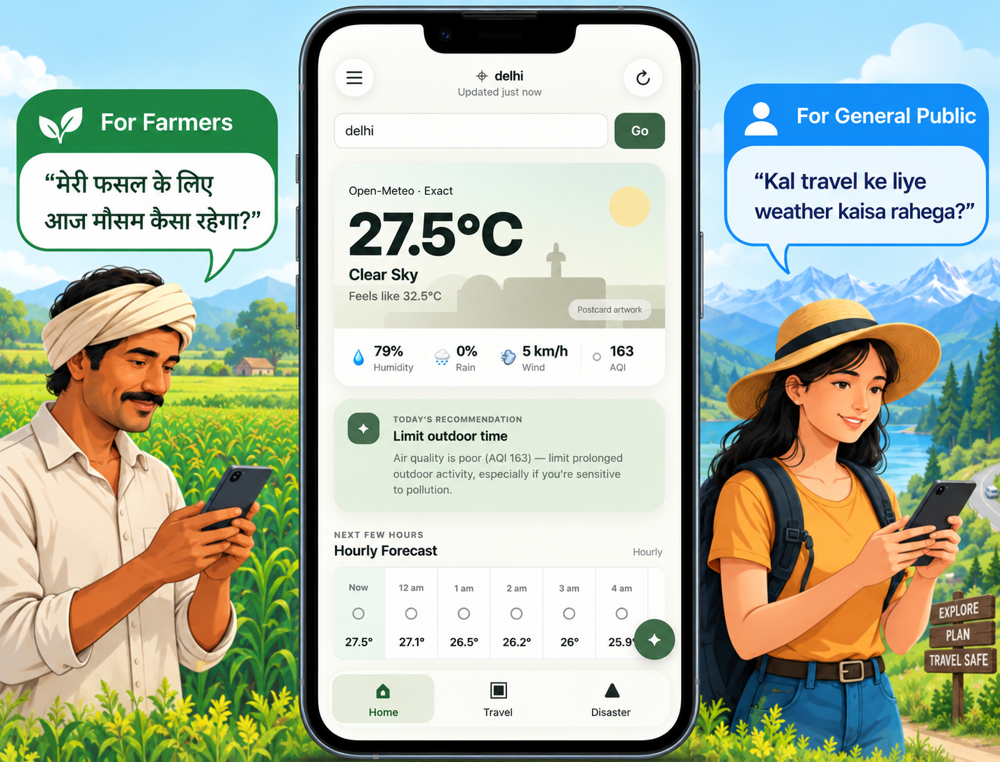 For Farmers
“मेरी फसल के लिए
आज मौसम कैसा रहेगा?”
delhi
Updated just now
delhi
Go
Open-Meteo · Exact
27.5°C
Clear Sky
Feels like 32.5°C
Postcard artwork
79%
Humidity
0%
Rain
5 km/h
Wind
163
AQI
TODAY'S RECOMMENDATION
Limit outdoor time
Air quality is poor (AQI 163) — limit prolonged
outdoor activity, especially if you're sensitive
to pollution.
NEXT FEW HOURS
Hourly Forecast
Hourly
Now
12 am
1 am
2 am
3 am
4 am
27.5°
27.1°
26.5°
26.2°
26°
25.9°
Home
Travel
Disaster
For General Public
“Kal travel ke liye
weather kaisa rahega?”
EXPLORE
PLAN
TRAVEL SAFE